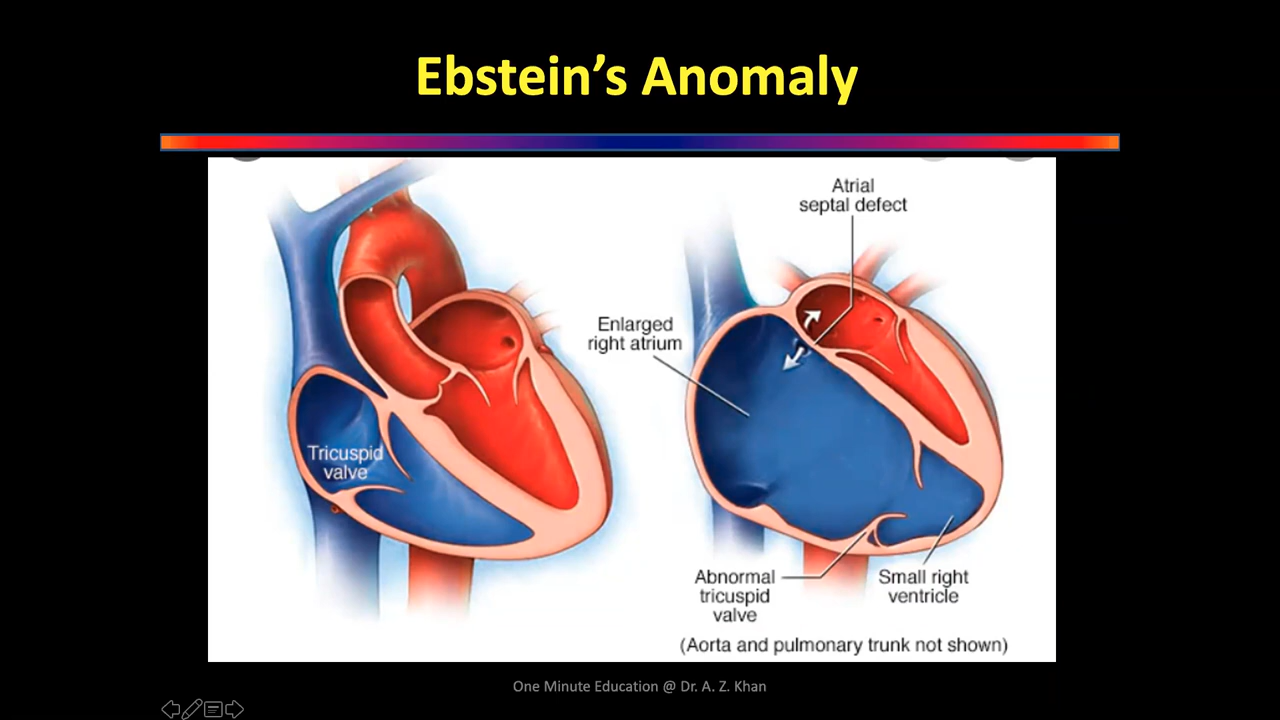 Ebstein’s Anomaly
Tricuspid
valve
Atrial
septal defect
Enlarged
right atrium
Abnormal
tricuspid
valve
Small right
ventricle
(Aorta and pulmonary trunk not shown)
One Minute Education @ Dr. A. Z. Khan